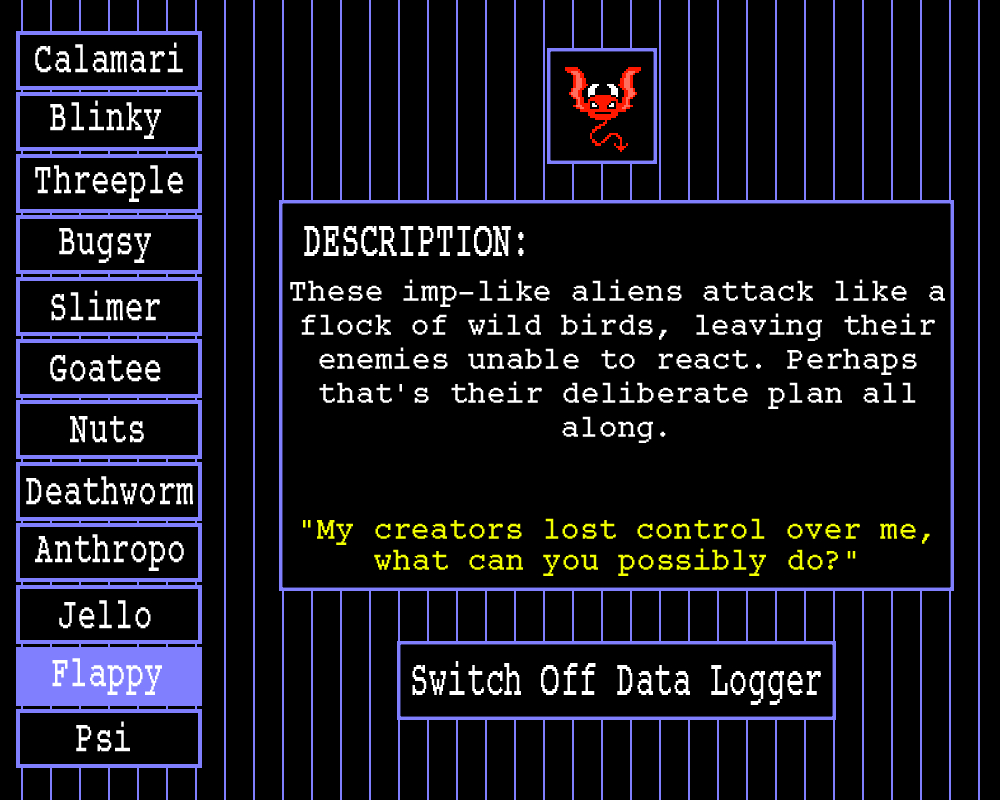 Calamari
Blinky
Threeple
Bugsy
Slimer
Goatee
Nuts
Deathworm
Anthropo
Jello
Flappy
Psi
DESCRIPTION:
These imp-like aliens attack like a
flock of wild birds, leaving their
enemies unable to react. Perhaps
that's their deliberate plan all
along.
"My creators lost control over me,
what can you possibly do?"
Switch Off Data Logger